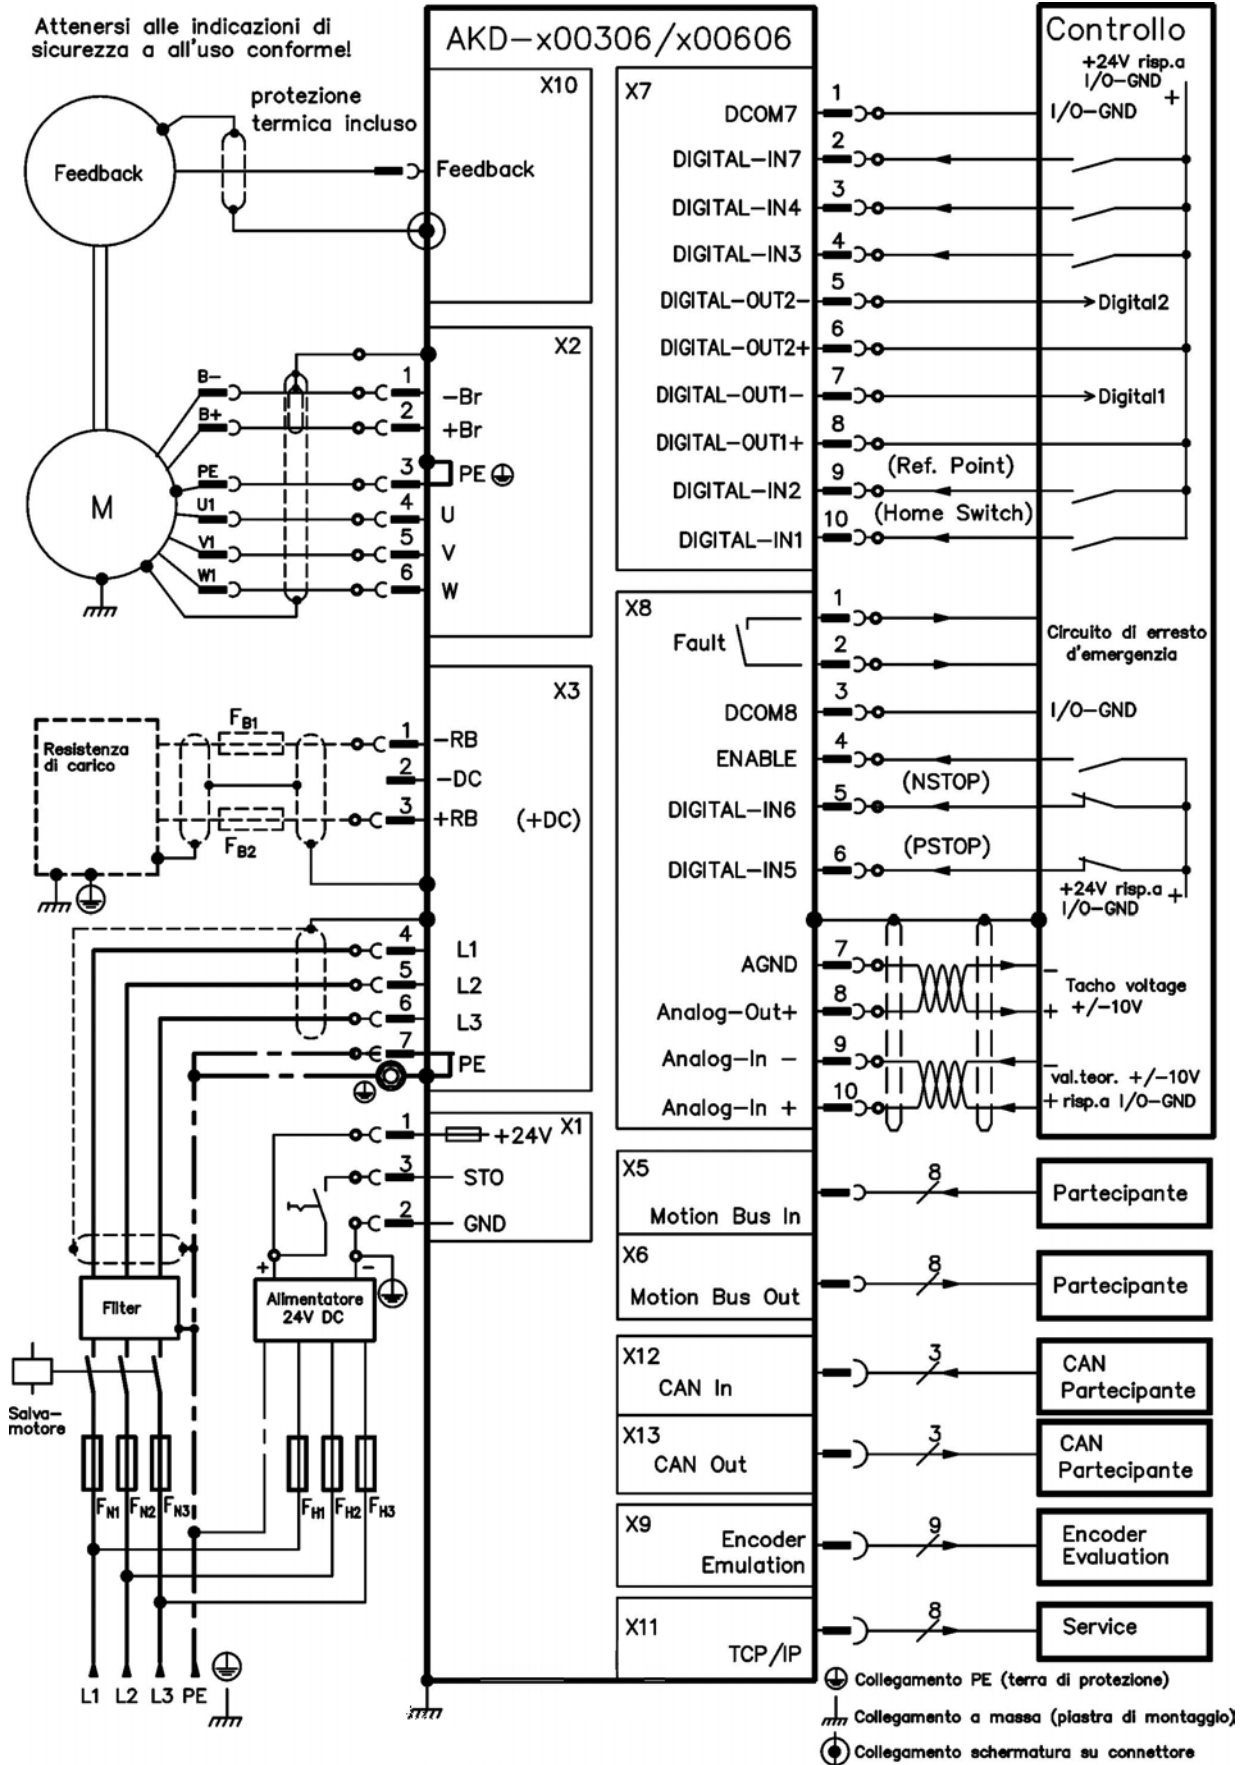 Attenersi alle indicazioni di
sicurezza a all'uso conforme!
AKD-x00306/x00606
Controllo
+24V risp.a
I/O-GND
+
X10
protezione
termica incluso
Feedback
Feedback
X2
B-
1
-Br
B+
2
+Br
PE
3
PE
M
U1
4
U
V1
5
V
W1
6
W
X3
Resistenza
di carico
FB1
1
-RB
2
-DC
3
+RB
(+DC)
FB2
4
L1
5
L2
6
L3
7
PE
X1
1
+24V
3
STO
2
GND
+
-
Filter
Alimentatore
24V DC
Salva-
motore
FN1
FN2
FN3
FH1
FH2
FH3
L1
L2
L3
PE
X7
DCOM7
1
I/O-GND
DIGITAL-IN7
2
DIGITAL-IN4
3
DIGITAL-IN3
4
DIGITAL-OUT2-
5
Digital2
DIGITAL-OUT2+
6
DIGITAL-OUT1-
7
Digital1
DIGITAL-OUT1+
8
DIGITAL-IN2
9
(Ref. Point)
DIGITAL-IN1
10
(Home Switch)
X8
Fault
1
2
Circuito di erresto
d'emergenzia
DCOM8
3
I/O-GND
ENABLE
4
DIGITAL-IN6
5
(NSTOP)
DIGITAL-IN5
6
(PSTOP)
+24V risp.a
I/O-GND
+
AGND
7
-
Analog-Out+
8
+
Tacho voltage
+/-10V
Analog-In -
9
-
Analog-In +
10
+
val.teor. +/-10V
risp.a I/O-GND
X5
Motion Bus In
8
Partecipante
X6
Motion Bus Out
8
Partecipante
X12
CAN In
3
CAN
Partecipante
X13
CAN Out
3
CAN
Partecipante
X9
Encoder
Emulation
9
Encoder
Evaluation
X11
TCP/IP
8
Service
Collegamento PE (terra di protezione)
Collegamento a massa (piastra di montaggio)
Collegamento schermatura su connettore